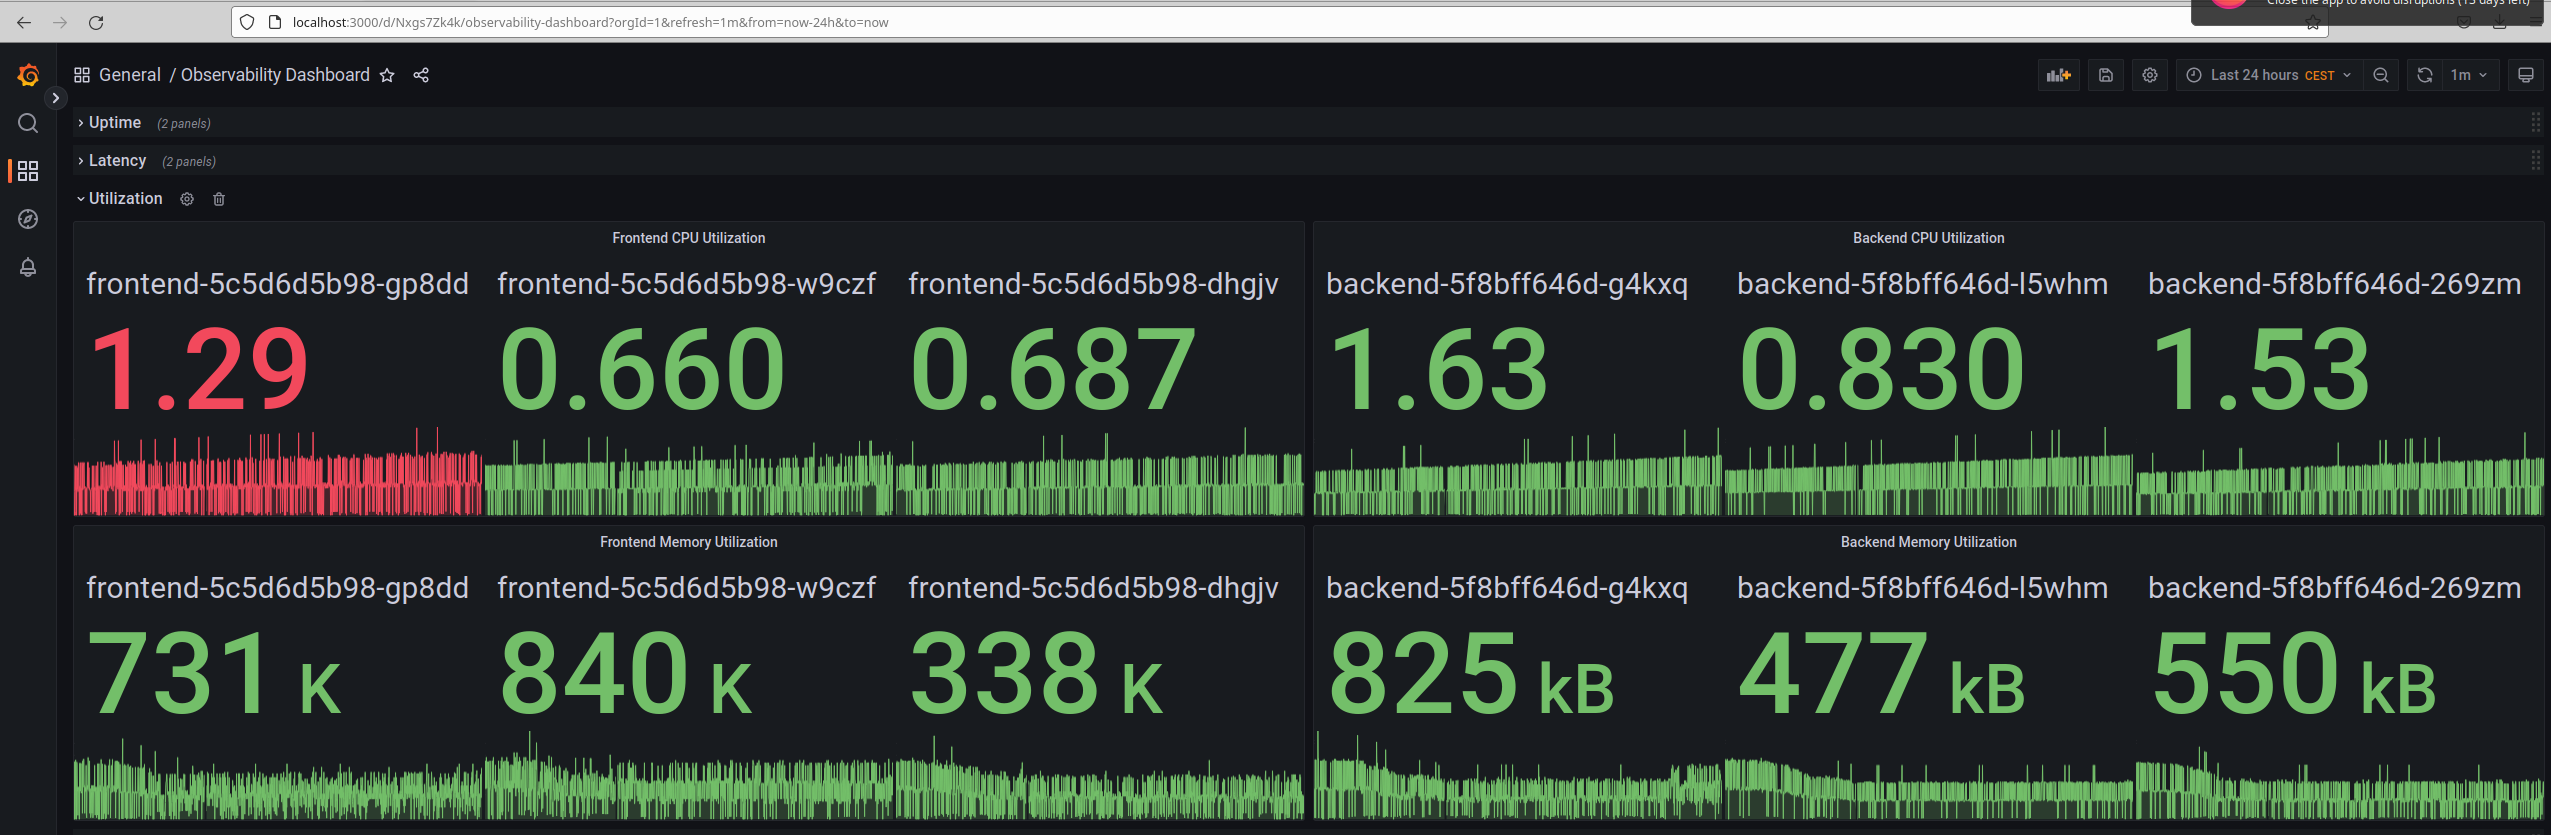 Close the app to avoid disruptions (13 days left)
localhost:3000/d/Nxgs7Zk4k/observability-dashboard?orgId=1&refresh=1m&from=now-24h&to=now
General / Observability Dashboard
Last 24 hours CEST
1m
Uptime (2 panels)
Latency (2 panels)
Utilization
Frontend CPU Utilization
frontend-5c5d6d5b98-gp8dd
1.29
frontend-5c5d6d5b98-w9czf
0.660
frontend-5c5d6d5b98-dhgjv
0.687
Backend CPU Utilization
backend-5f8bff646d-g4kxq
1.63
backend-5f8bff646d-l5whm
0.830
backend-5f8bff646d-269zm
1.53
Frontend Memory Utilization
frontend-5c5d6d5b98-gp8dd
731 K
frontend-5c5d6d5b98-w9czf
840 K
frontend-5c5d6d5b98-dhgjv
338 K
Backend Memory Utilization
backend-5f8bff646d-g4kxq
825 kB
backend-5f8bff646d-l5whm
477 kB
backend-5f8bff646d-269zm
550 kB